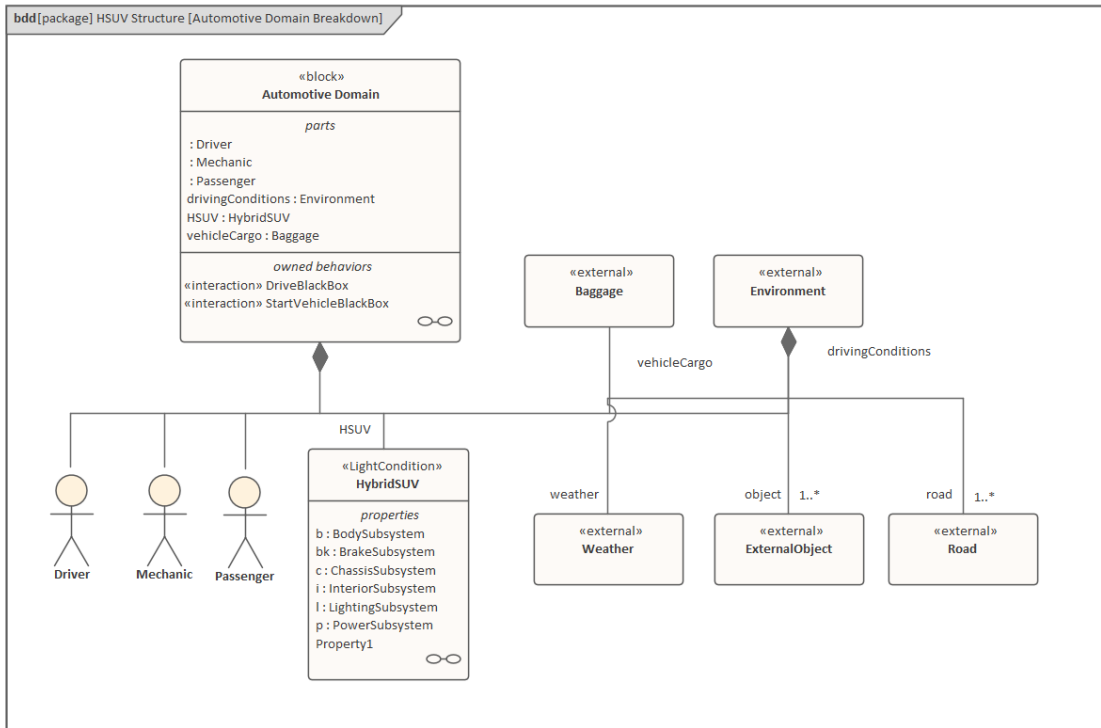 bdd[package] HSUV Structure [Automotive Domain Breakdown]
«block»
Automotive Domain
parts
: Driver
: Mechanic
: Passenger
drivingConditions : Environment
HSUV : HybridSUV
vehicleCargo : Baggage
owned behaviors
«interaction» DriveBlackBox
«interaction» StartVehicleBlackBox
«external»
Baggage
«external»
Environment
vehicleCargo
drivingConditions
HSUV
Driver
Mechanic
Passenger
«LightCondition»
HybridSUV
properties
b : BodySubsystem
bk : BrakeSubsystem
c : ChassisSubsystem
i : InteriorSubsystem
l : LightingSubsystem
p : PowerSubsystem
Property1
weather
«external»
Weather
object
1..*
«external»
ExternalObject
road
1..*
«external»
Road